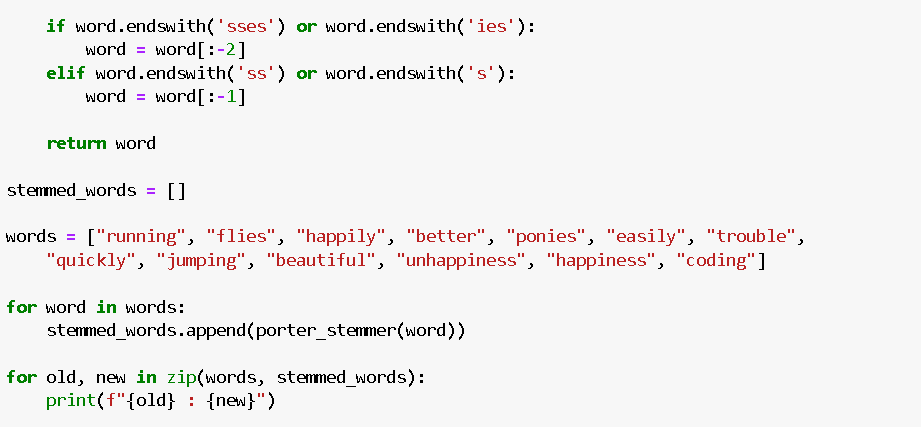 if word.endswith('sses') or word.endswith('ies'):
        word = word[:-2]
    elif word.endswith('ss') or word.endswith('s'):
        word = word[:-1]

    return word

stemmed_words = []

words = ["running", "flies", "happily", "better", "ponies", "easily", "trouble",
    "quickly", "jumping", "beautiful", "unhappiness", "happiness", "coding"]

for word in words:
    stemmed_words.append(porter_stemmer(word))

for old, new in zip(words, stemmed_words):
    print(f"{old} : {new}")